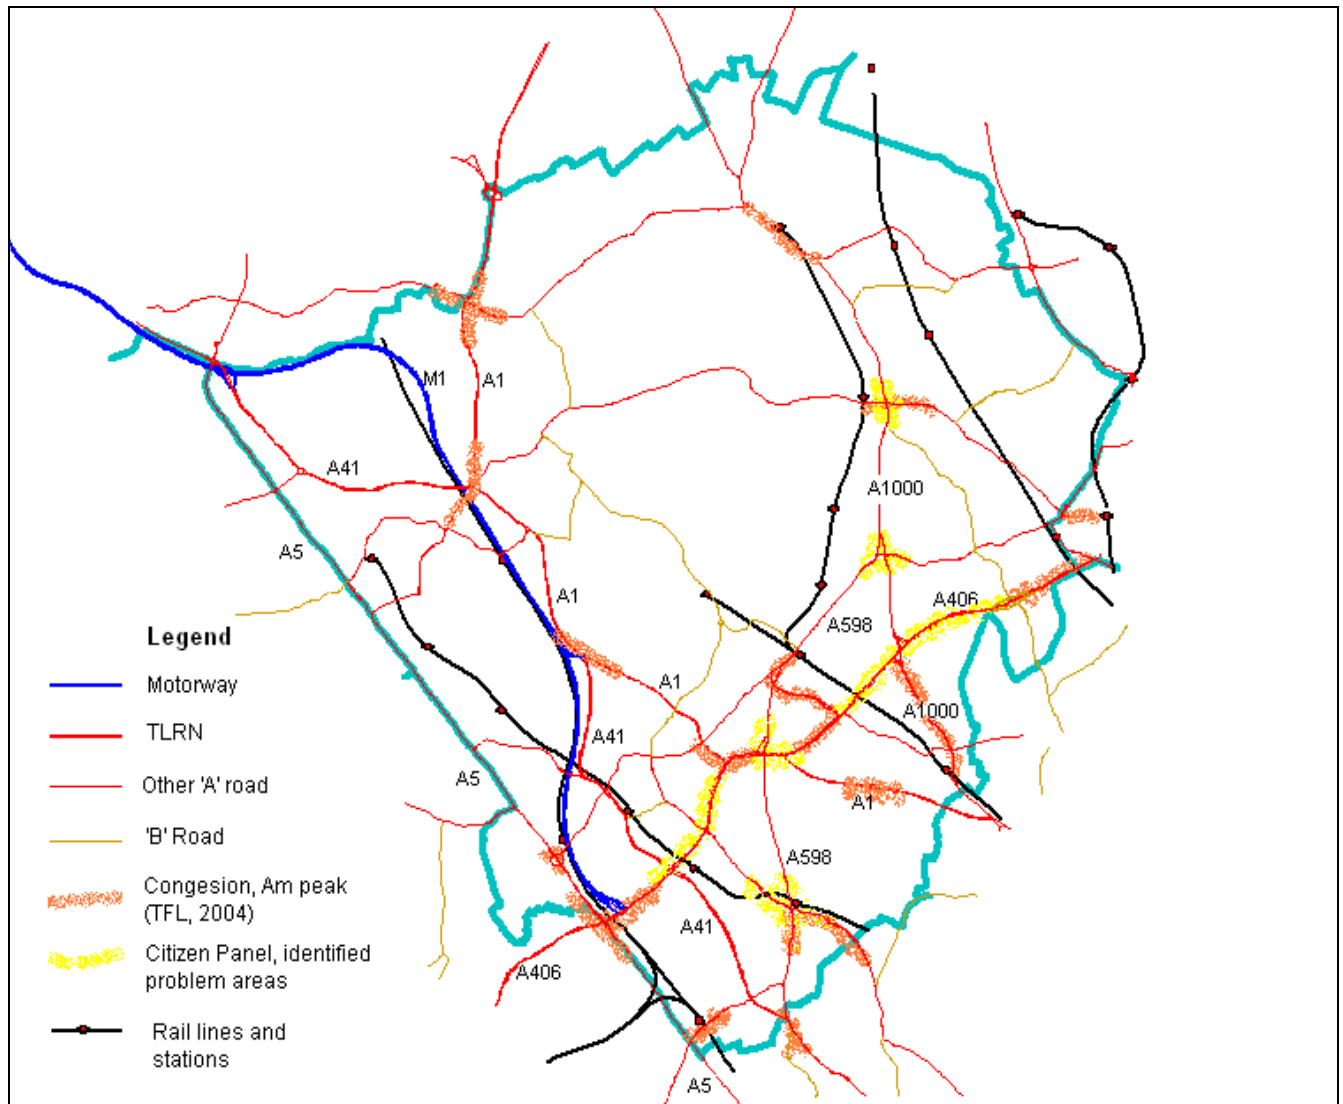 M1
A1
A41
A1000
A5
A1
A406
A598
Legend
A1
Motorway
A1000
TLRN
A41
A5
Other 'A' road
A1
'B' Road
A598
Congesion, Am peak
(TFL, 2004)
A41
Citizen Panel, identified
problem areas
A406
Rail lines and
stations
A5